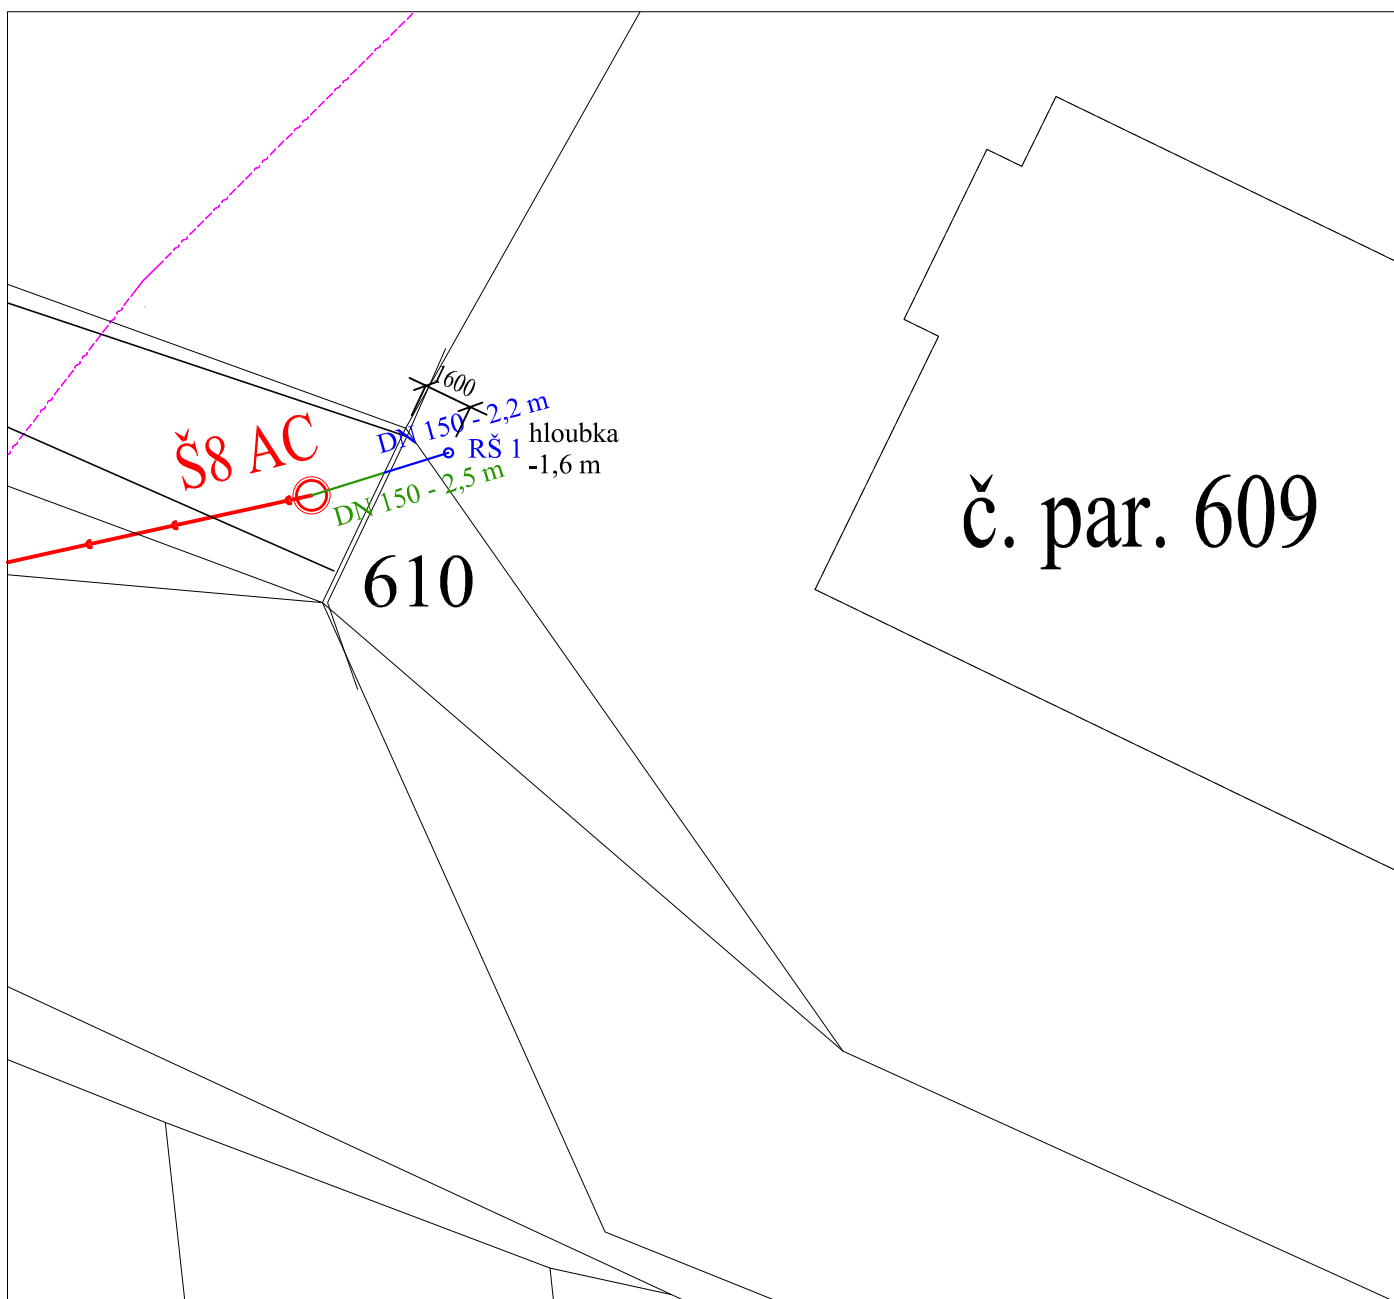 1600
DN 150 - 2,2 m
Š8 AC
RŠ 1
hloubka
-1,6 m
DN 150 - 2,5 m
č. par. 609
610